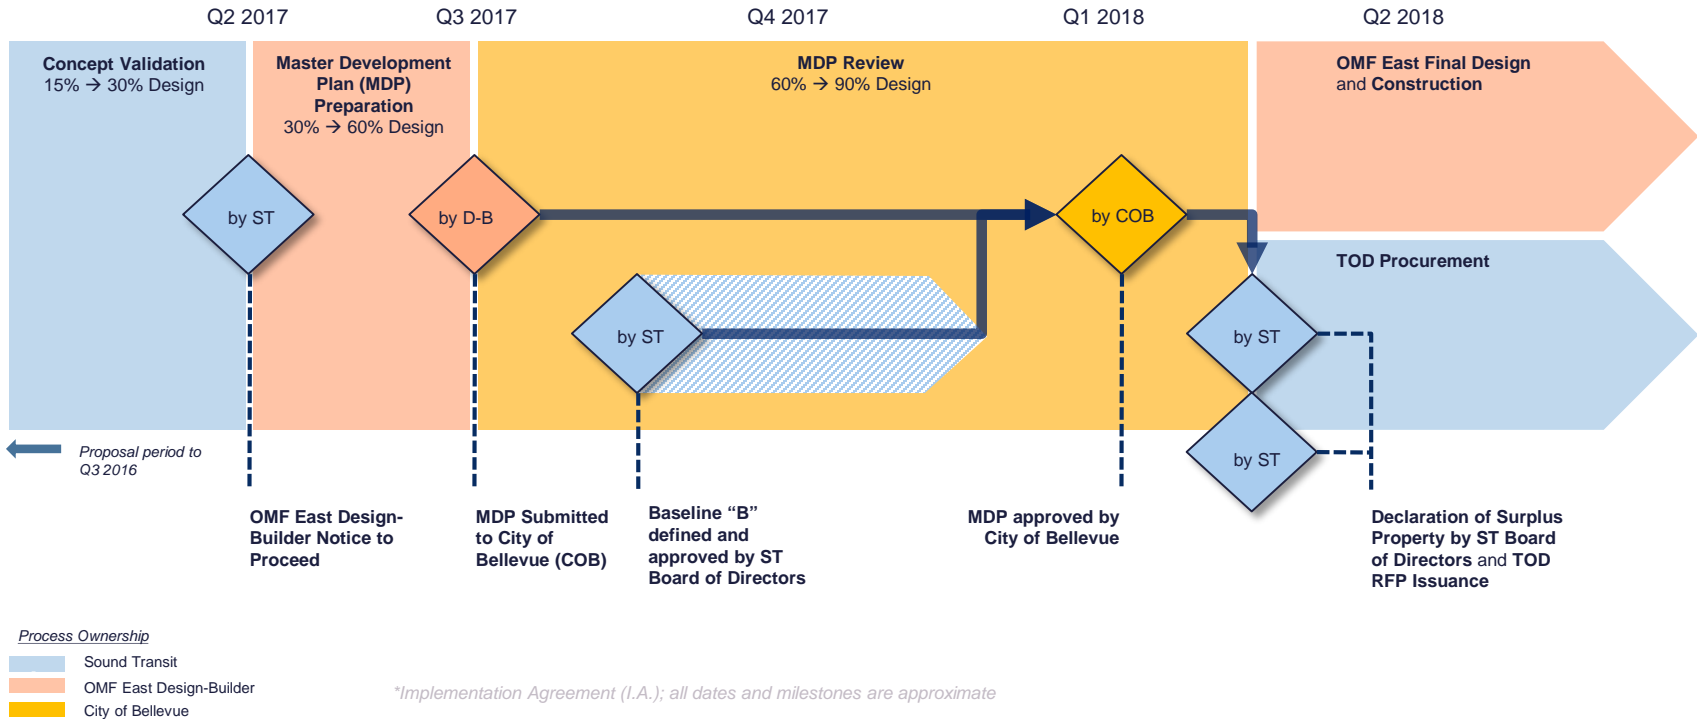 Q2 2017
Q3 2017
Q4 2017
Q1 2018
Q2 2018
Concept Validation
15% → 30% Design
Master Development
Plan (MDP)
Preparation
30% → 60% Design
MDP Review
60% → 90% Design
OMF East Final Design
and Construction
by ST
by D-B
by COB
TOD Procurement
by ST
by ST
by ST
Proposal period to
Q3 2016
OMF East Design-
Builder Notice to
Proceed
MDP Submitted
to City of
Bellevue (COB)
Baseline “B”
defined and
approved by ST
Board of Directors
MDP approved by
City of Bellevue
Declaration of Surplus
Property by ST Board
of Directors and TOD
RFP Issuance
Process Ownership
Sound Transit
OMF East Design-Builder
City of Bellevue
*Implementation Agreement (I.A.); all dates and milestones are approximate